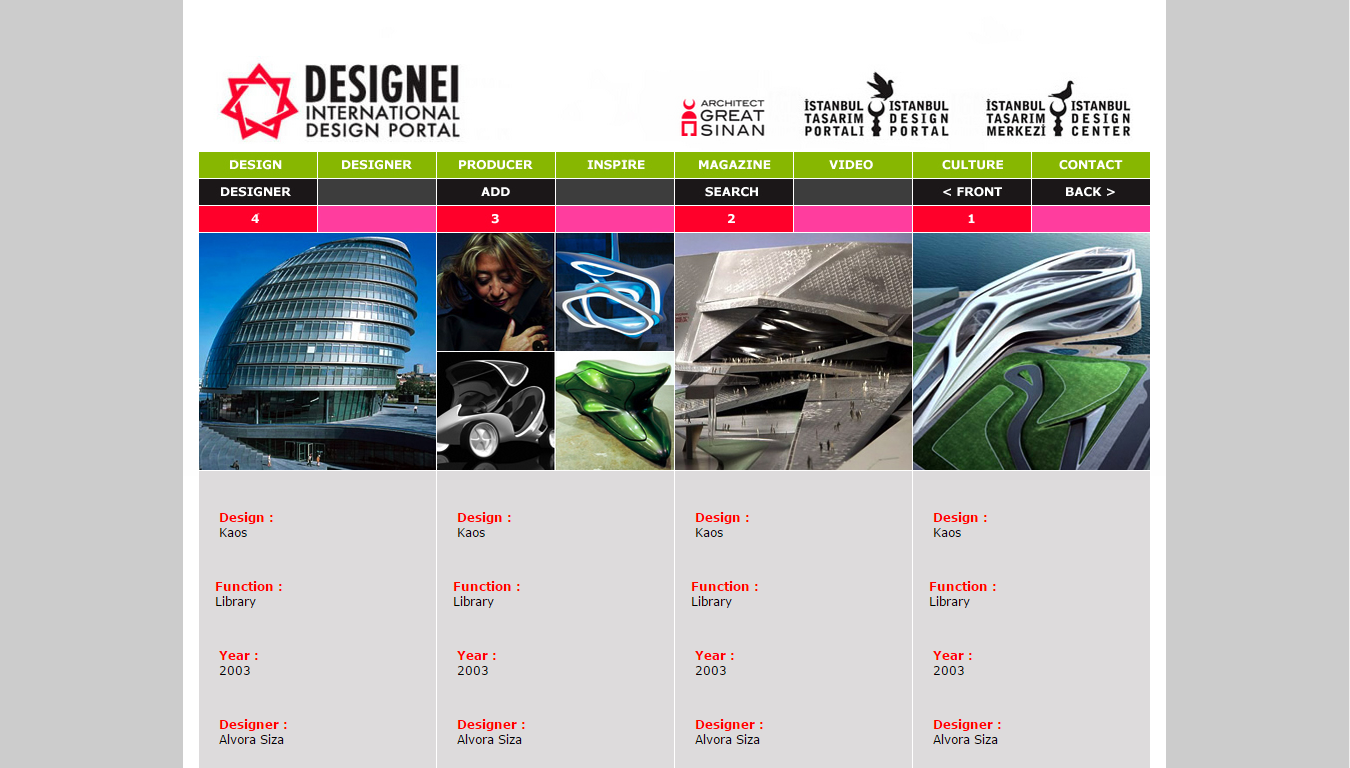 DESIGNEI
INTERNATIONAL
DESIGN PORTAL
ARCHITECT
GREAT
SINAN
İSTANBUL İSTANBUL
TASARIM DESIGN
PORTALI PORTAL
İSTANBUL İSTANBUL
TASARIM DESIGN
MERKEZİ CENTER
DESIGN DESIGNER PRODUCER INSPIRE MAGAZINE VIDEO CULTURE CONTACT
DESIGNER ADD SEARCH < FRONT BACK >
4 3 2 1
Design : Design : Design : Design :
Kaos Kaos Kaos Kaos
Function : Function : Function : Function :
Library Library Library Library
Year : Year : Year : Year :
2003 2003 2003 2003
Designer : Designer : Designer : Designer :
Alvora Siza Alvora Siza Alvora Siza Alvora Siza